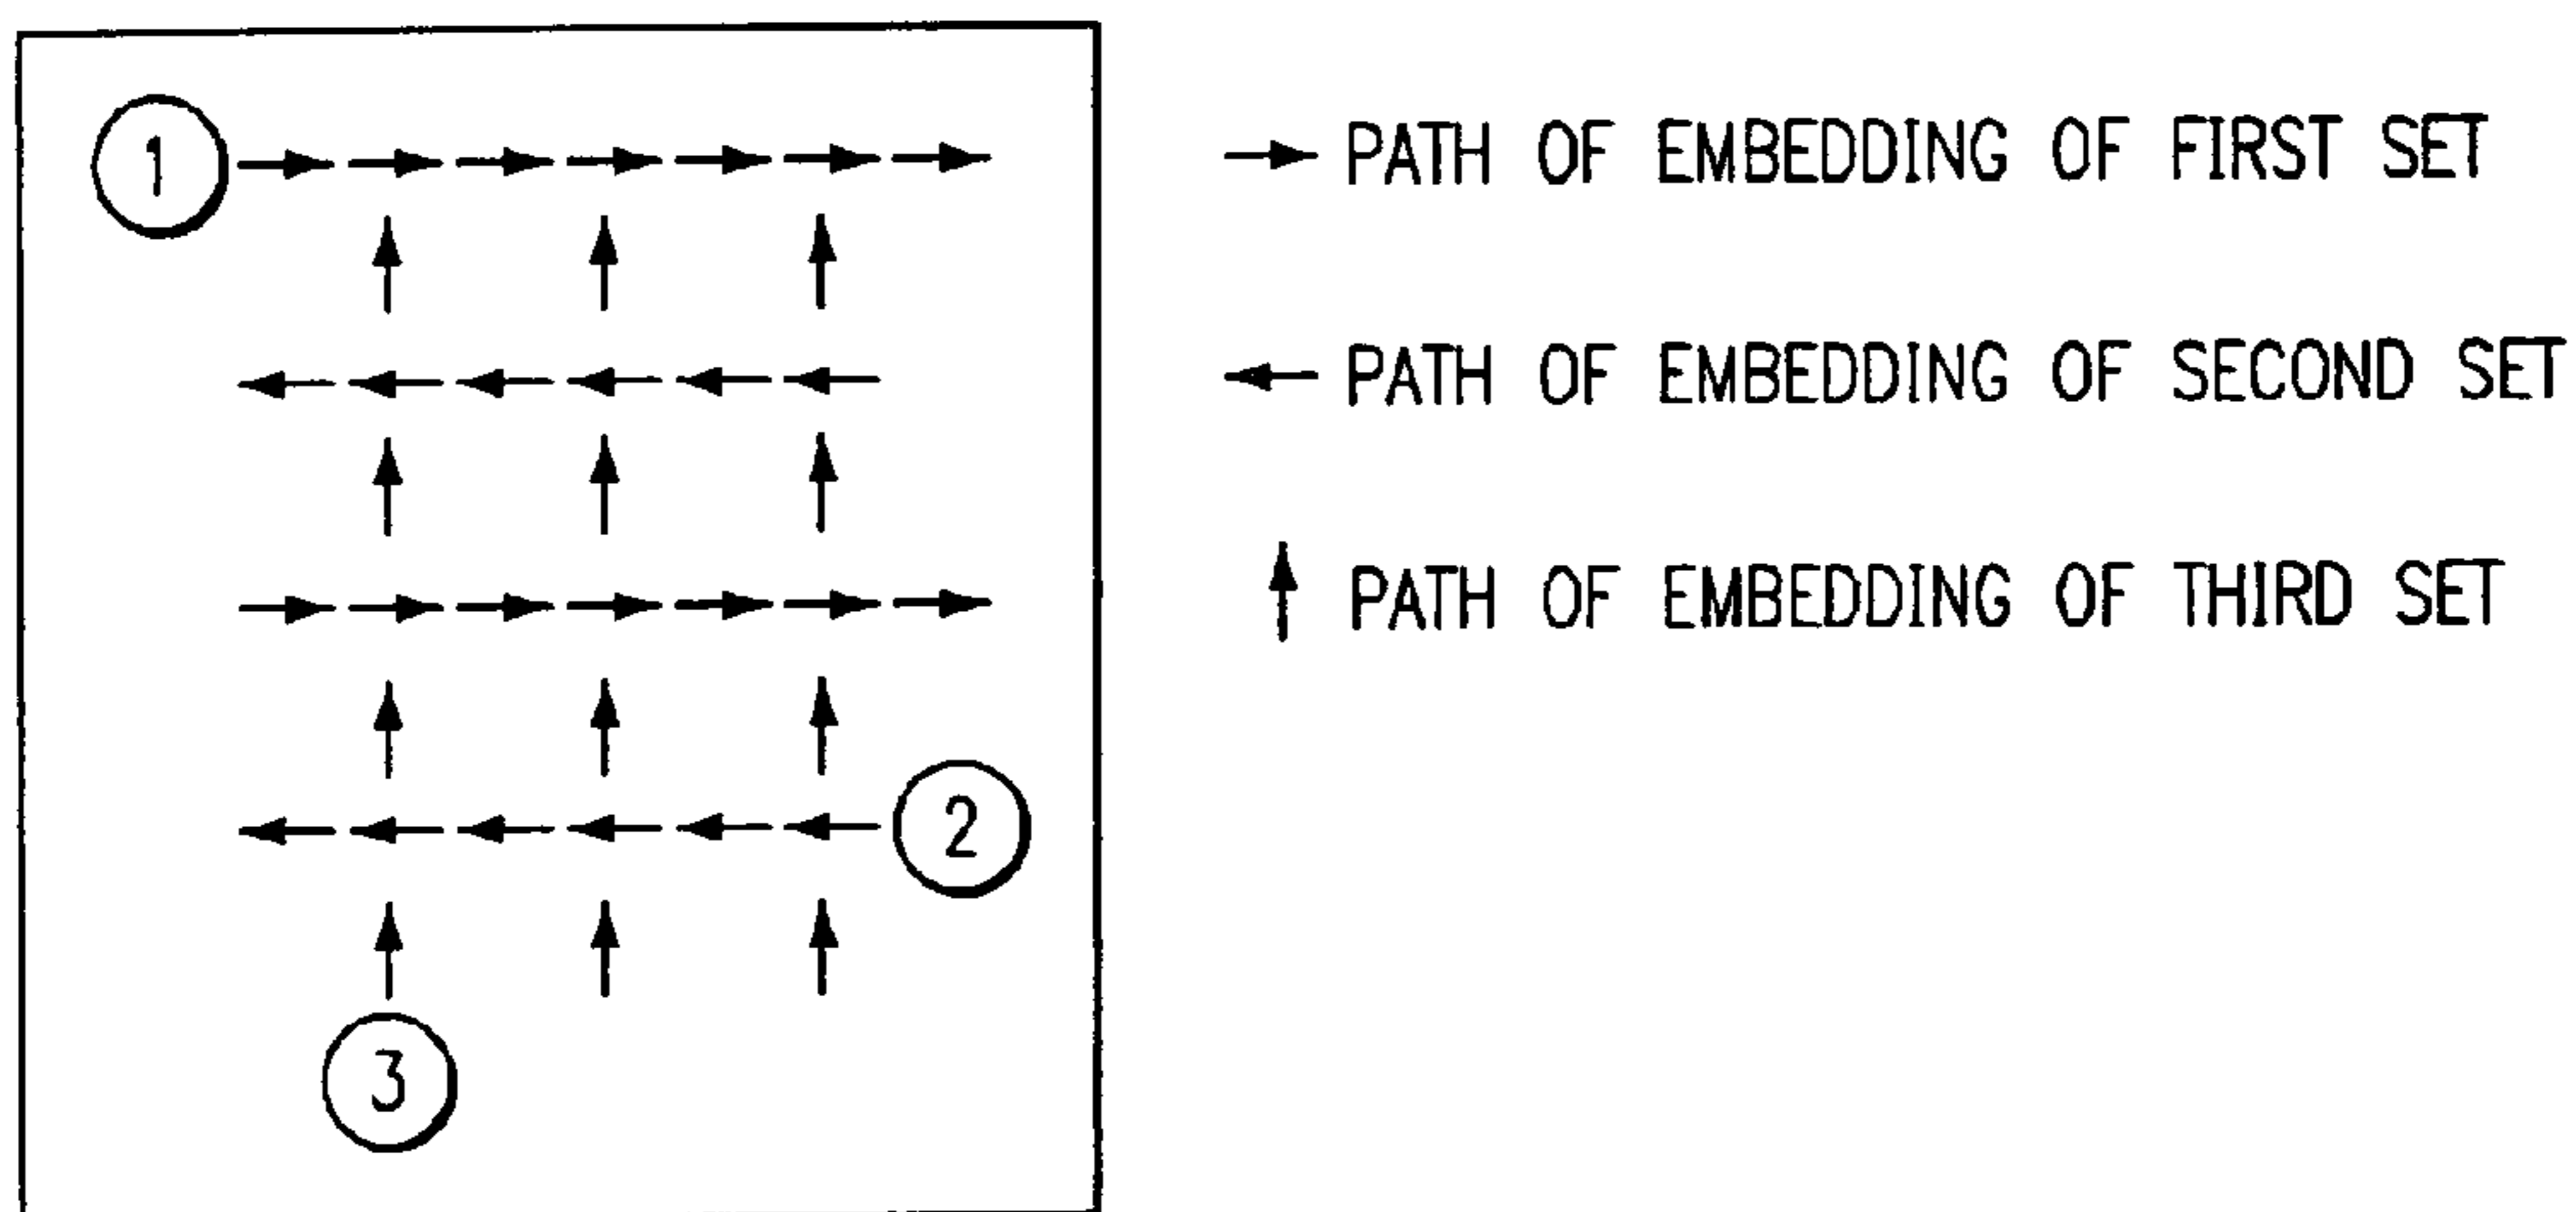 1
PATH OF EMBEDDING OF FIRST SET
PATH OF EMBEDDING OF SECOND SET
PATH OF EMBEDDING OF THIRD SET
2
3